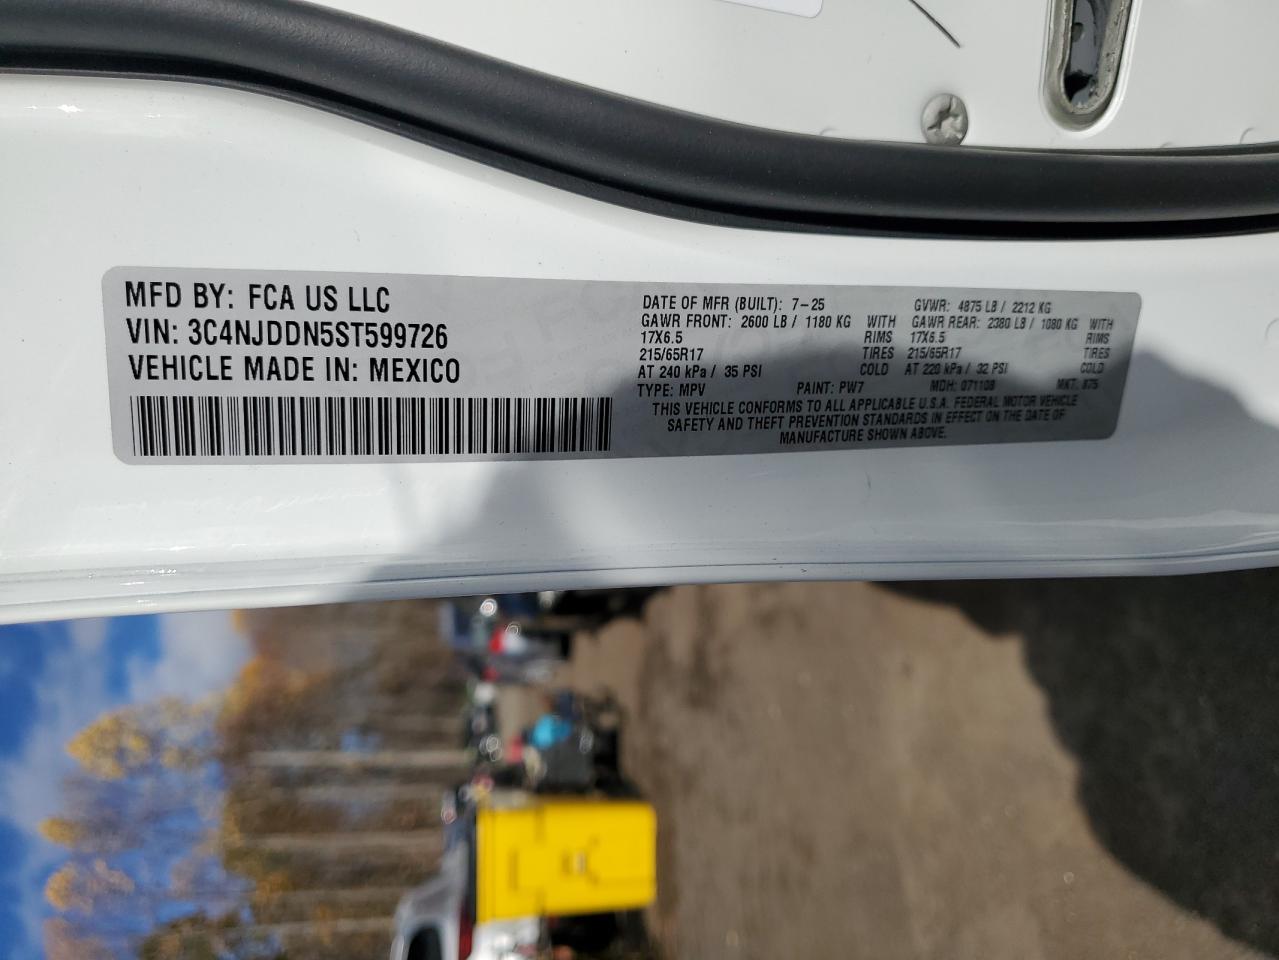 MFD BY: FCA US LLC
VIN: 3C4NJDDN5ST599726
VEHICLE MADE IN: MEXICO
DATE OF MFR (BUILT): 7-25 GVWR: 4875 LB / 2212 KG
GAWR FRONT: 2600 LB / 1180 KG WITH GAWR REAR: 2380 LB / 1080 KG WITH
17X6.5 RIMS 17X6.5 RIMS
215/65R17 TIRES 215/65R17 TIRES
AT 240 kPa / 35 PSI COLD AT 220 kPa / 32 PSI COLD
TYPE: MPV PAINT: PW7 MDH: 071108 MKT: 875
THIS VEHICLE CONFORMS TO ALL APPLICABLE U.S.A. FEDERAL MOTOR VEHICLE
SAFETY AND THEFT PREVENTION STANDARDS IN EFFECT ON THE DATE OF
MANUFACTURE SHOWN ABOVE.